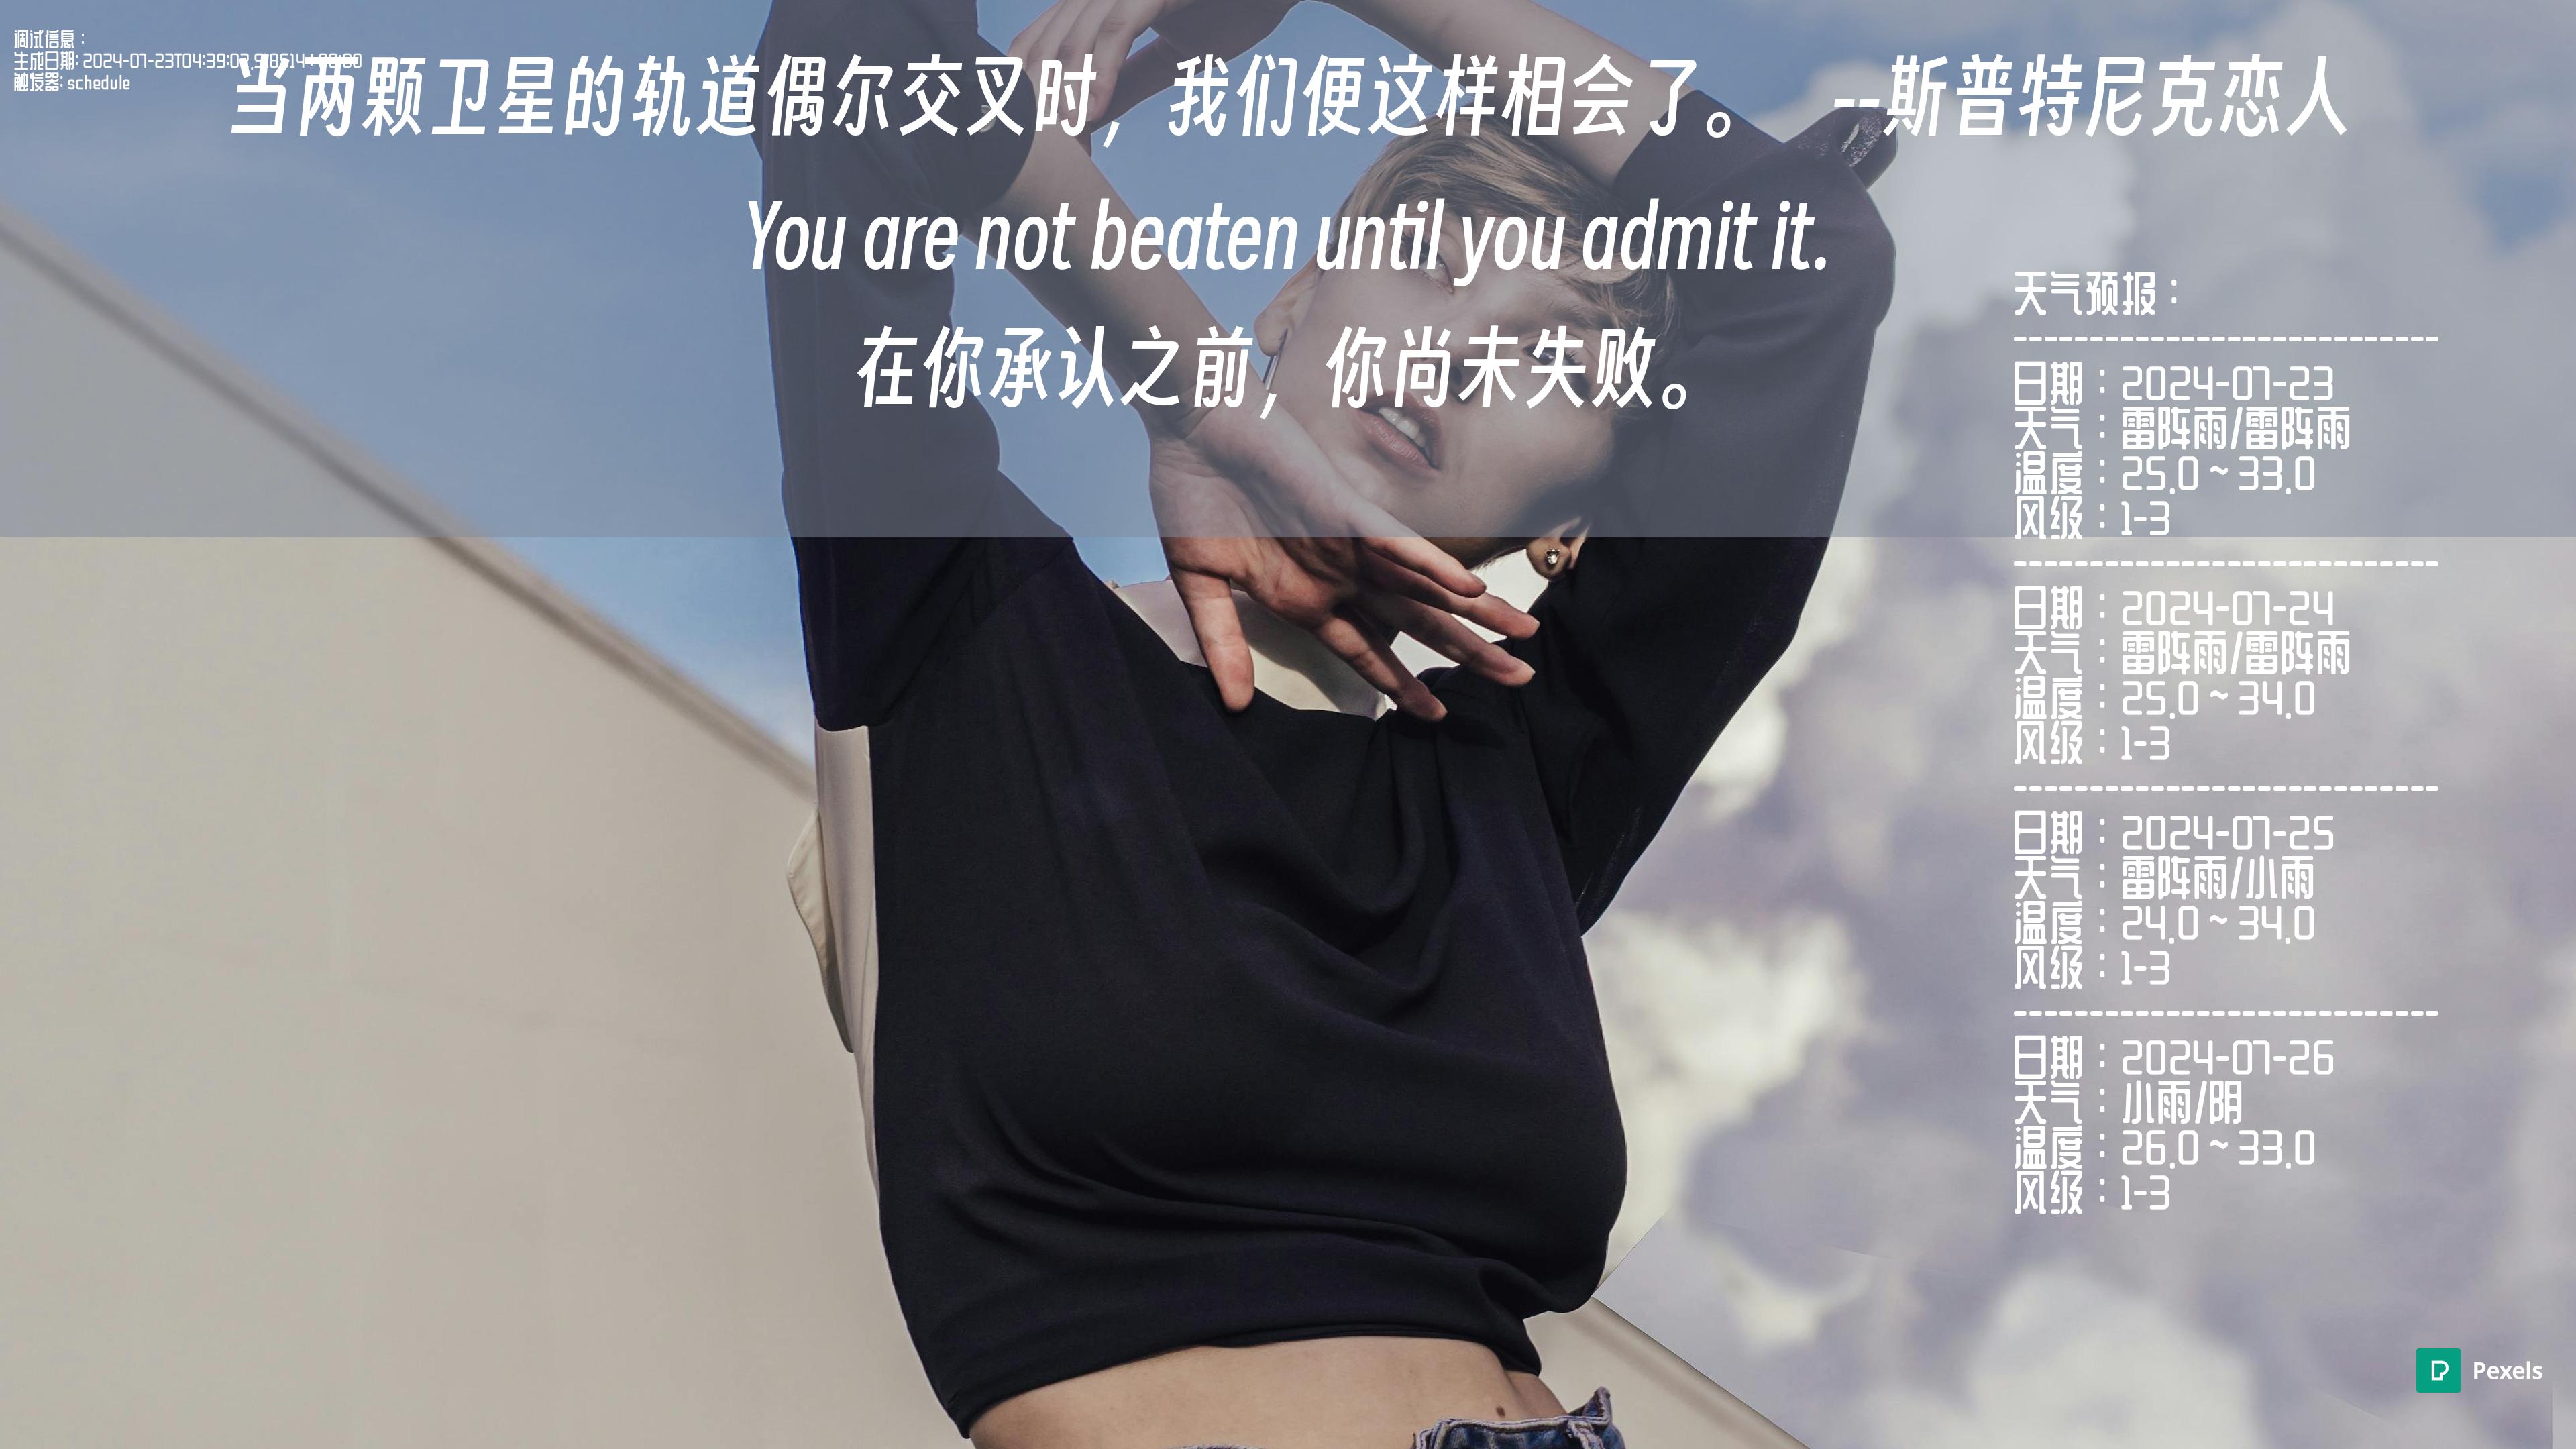 调试信息：
生成日期: 2024-07-23T04:39:02
触发器: schedule
当两颗卫星的轨道偶尔交叉时，我们便这样相会了。 --斯普特尼克恋人
You are not beaten until you admit it.
在你承认之前，你尚未失败。
天气预报：
----------------------------
日期：2024-07-23
天气：雷阵雨/雷阵雨
温度：25.0 ~ 33.0
风级：1-3
----------------------------
日期：2024-07-24
天气：雷阵雨/雷阵雨
温度：25.0 ~ 34.0
风级：1-3
----------------------------
日期：2024-07-25
天气：雷阵雨/小雨
温度：24.0 ~ 34.0
风级：1-3
----------------------------
日期：2024-07-26
天气：小雨/阴
温度：26.0 ~ 33.0
风级：1-3
Pexels